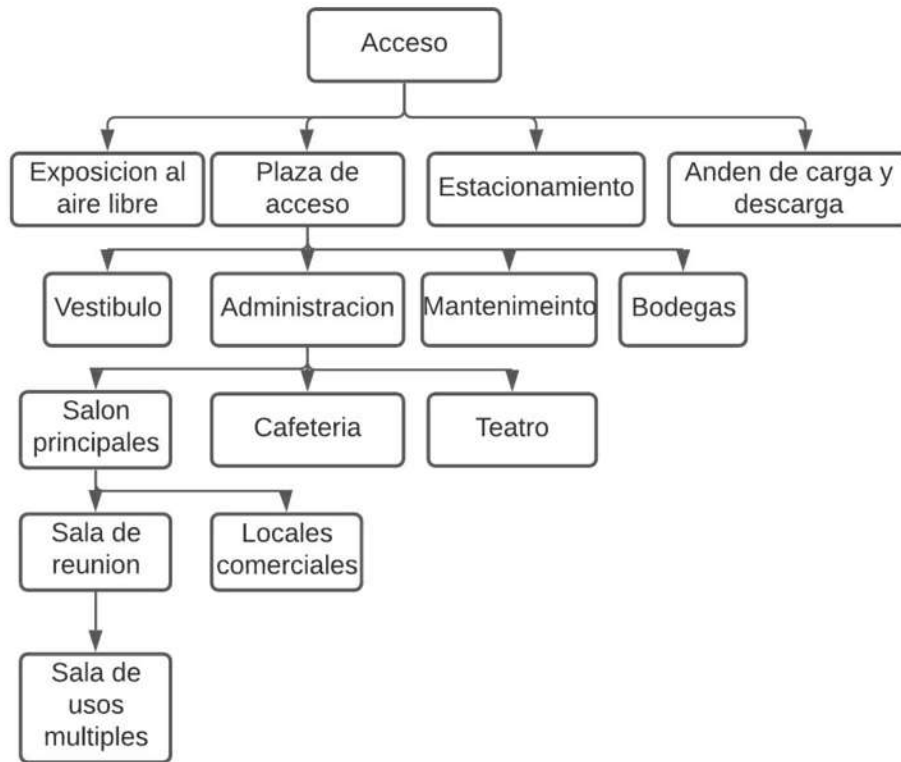 Acceso
Exposicion al
aire libre
Plaza de
acceso
Estacionamiento
Anden de carga y
descarga
Vestibulo
Administracion
Mantenimeinto
Bodegas
Salon
principales
Cafeteria
Teatro
Sala de
reunion
Locales
comerciales
Sala de
usos
multiples